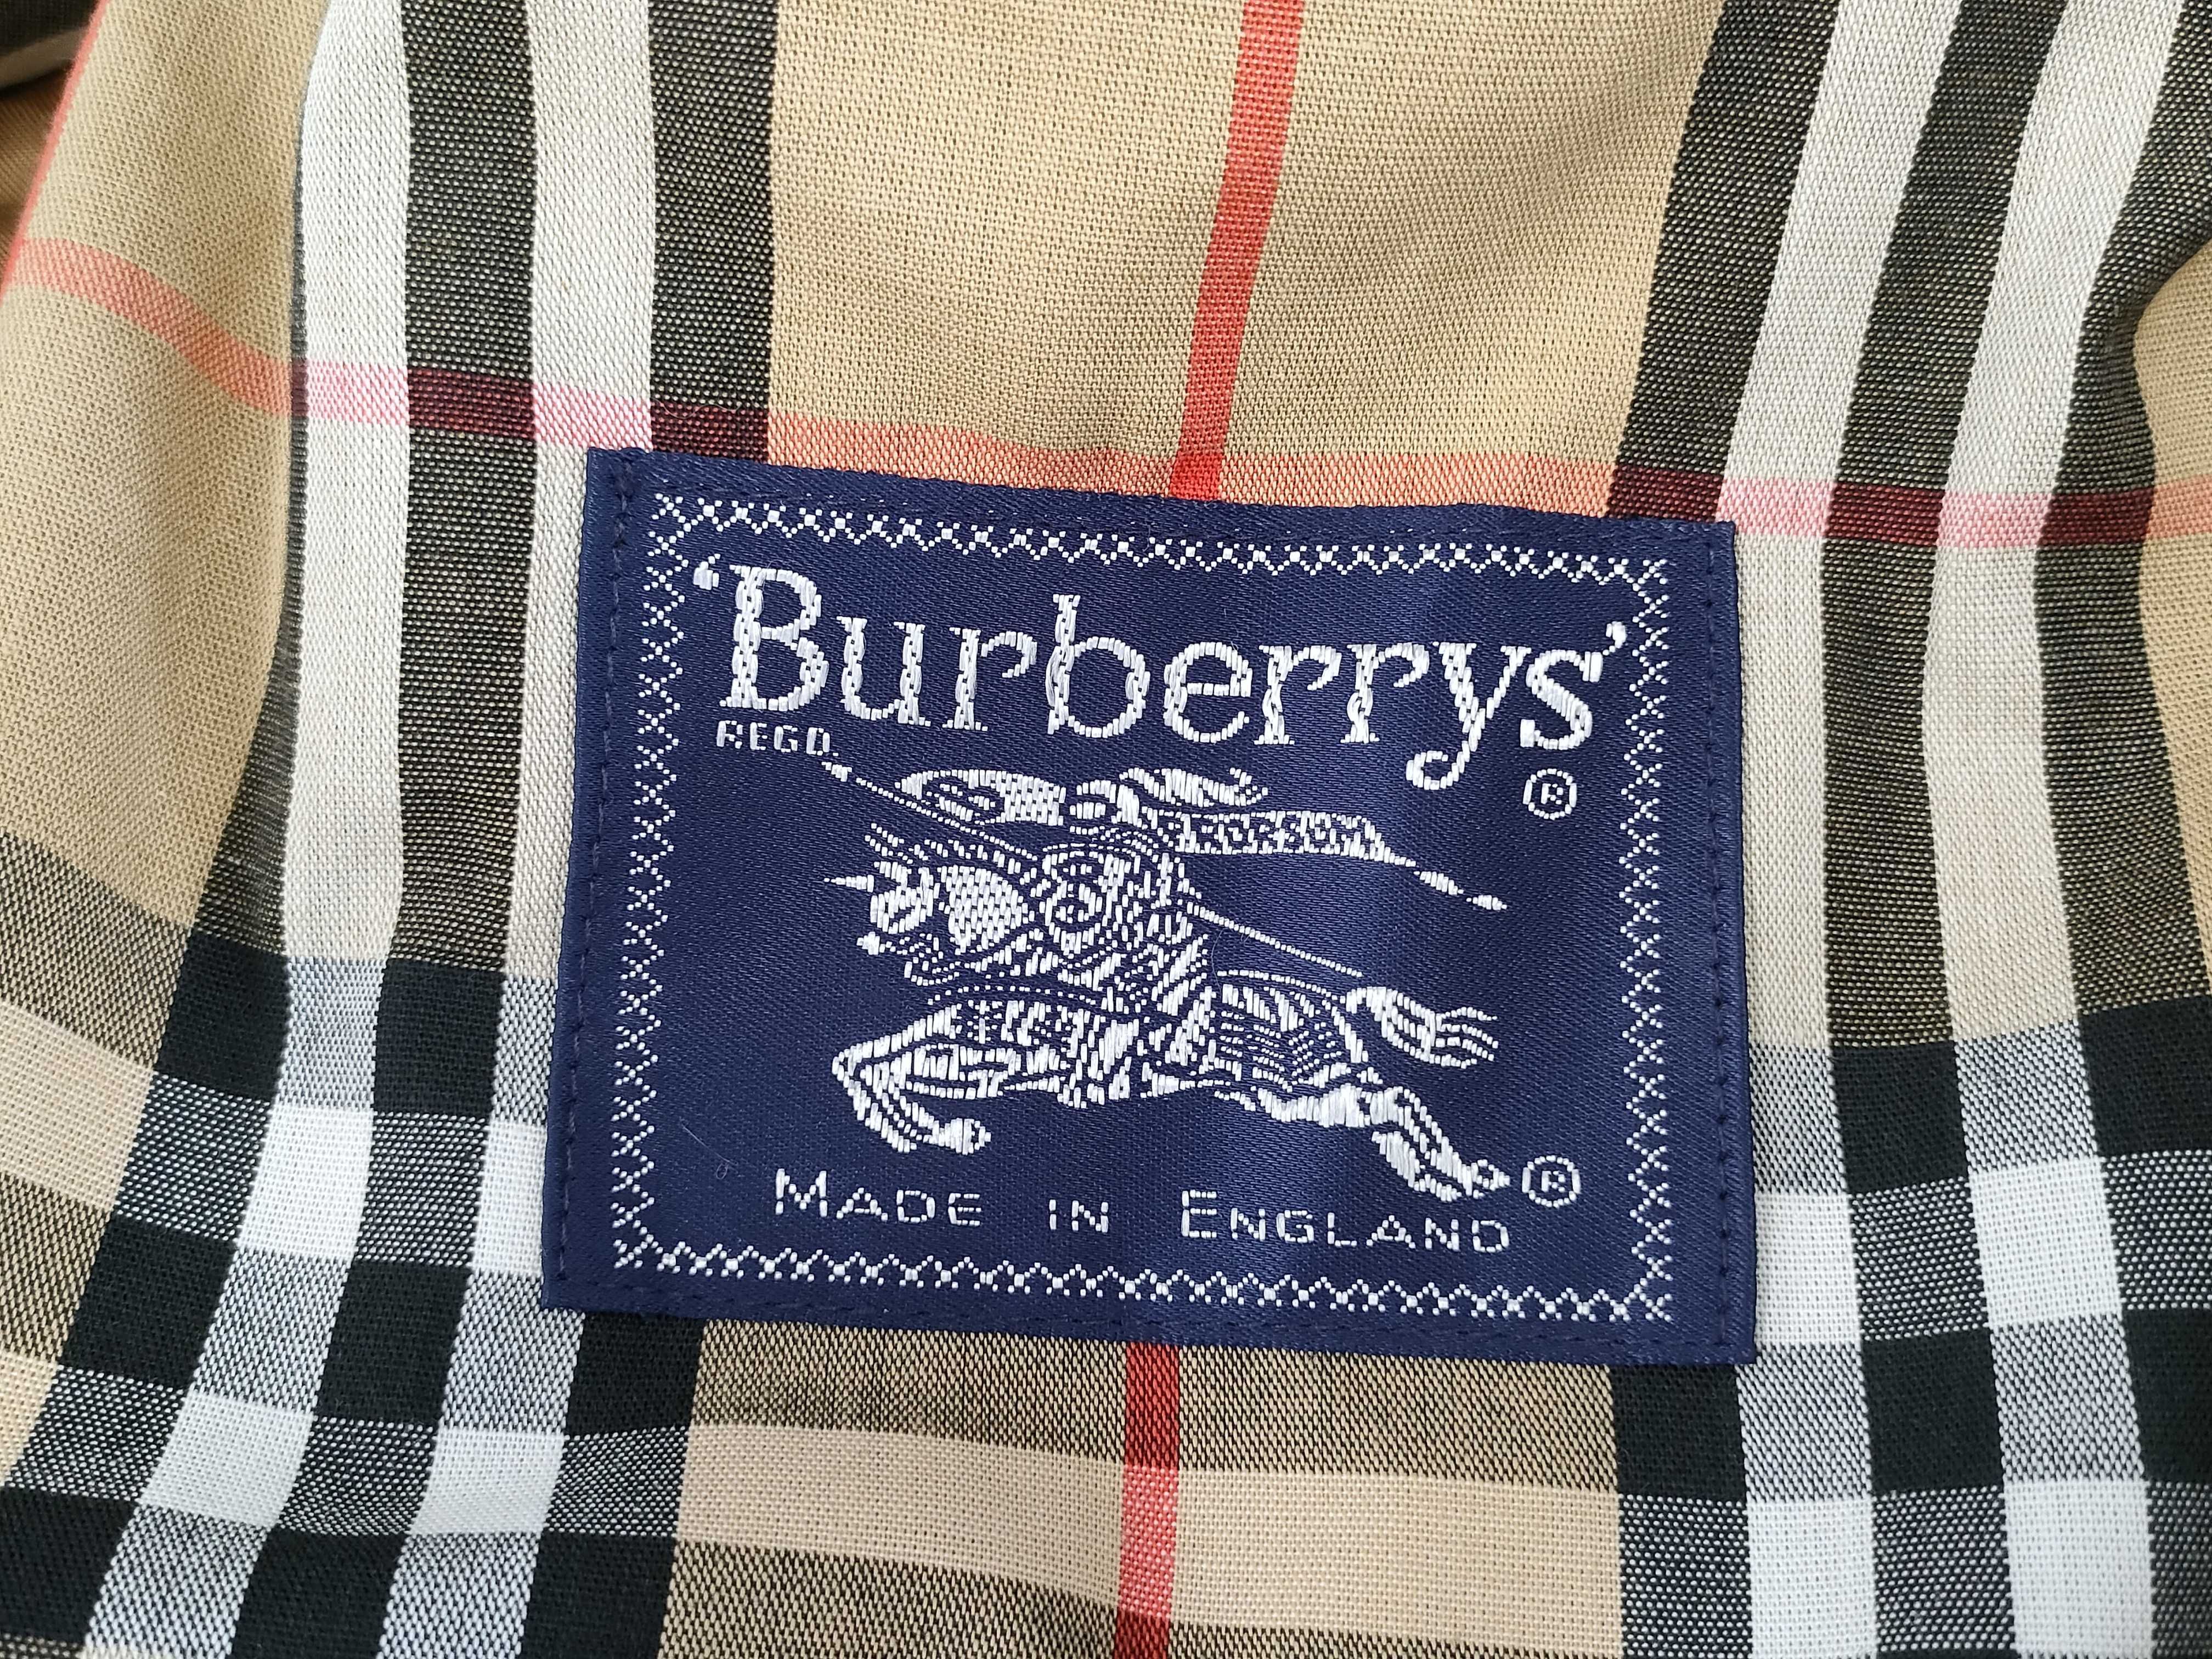 ‘Burberrys’
REGD.
®
PRORSUM
®
MADE IN ENGLAND